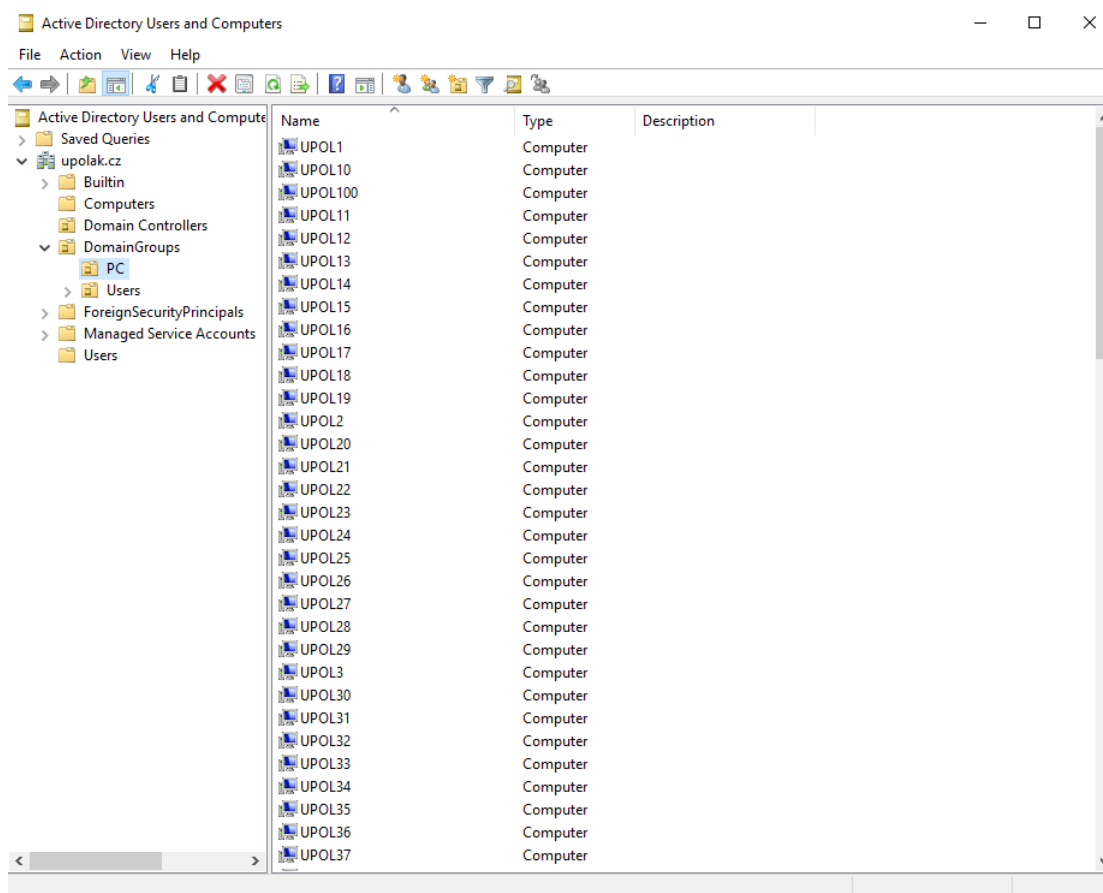 Active Directory Users and Computers
File Action View Help
Active Directory Users and Compute
Saved Queries
upolak.cz
Builtin
Computers
Domain Controllers
DomainGroups
PC
Users
ForeignSecurityPrincipals
Managed Service Accounts
Users
Name Type Description
UPOL1 Computer
UPOL10 Computer
UPOL100 Computer
UPOL11 Computer
UPOL12 Computer
UPOL13 Computer
UPOL14 Computer
UPOL15 Computer
UPOL16 Computer
UPOL17 Computer
UPOL18 Computer
UPOL19 Computer
UPOL2 Computer
UPOL20 Computer
UPOL21 Computer
UPOL22 Computer
UPOL23 Computer
UPOL24 Computer
UPOL25 Computer
UPOL26 Computer
UPOL27 Computer
UPOL28 Computer
UPOL29 Computer
UPOL3 Computer
UPOL30 Computer
UPOL31 Computer
UPOL32 Computer
UPOL33 Computer
UPOL34 Computer
UPOL35 Computer
UPOL36 Computer
UPOL37 Computer